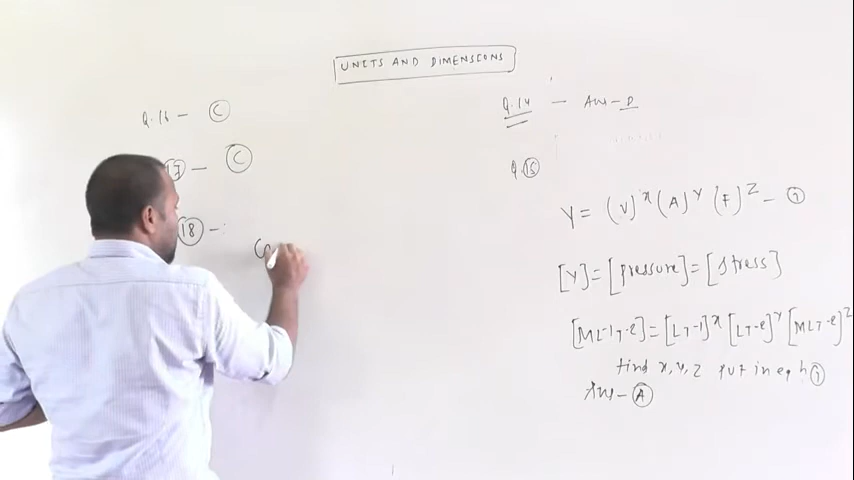 UNITS AND DIMENSIONS
Q.16 - C
17 - C
18 -
Q.14 - Ans - D
Q.15
Y = (V)^x (A)^y (F)^z - 1
[Y] = [pressure] = [stress]
[ML-1T-2] = [LT-1]^x [LT-2]^y [MLT-2]^z
find x, y, z put in eqn 1
Ans - A